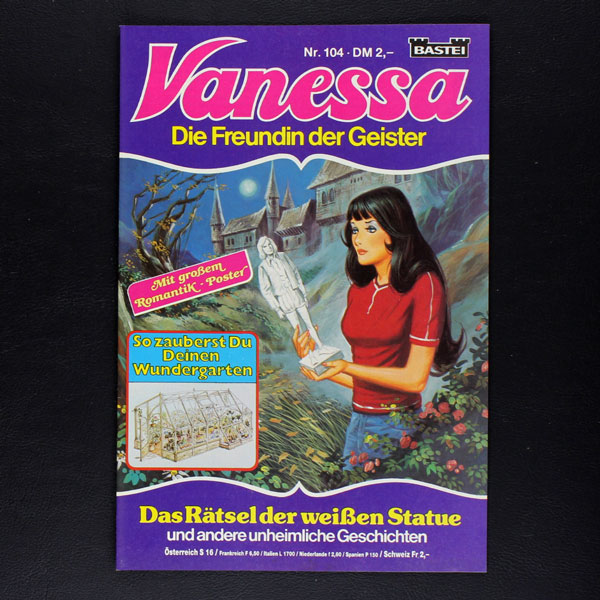 Nr. 104 · DM 2,–
BASTEI
Vanessa
Die Freundin der Geister
Mit großem
Romantik-Poster
So zauberst Du
Deinen
Wundergarten
Das Rätsel der weißen Statue
und andere unheimliche Geschichten
Österreich S 16 / Frankreich F 6,00 / Italien L 1700 / Niederlande f 2,60 / Spanien P 150 / Schweiz Fr 2,–